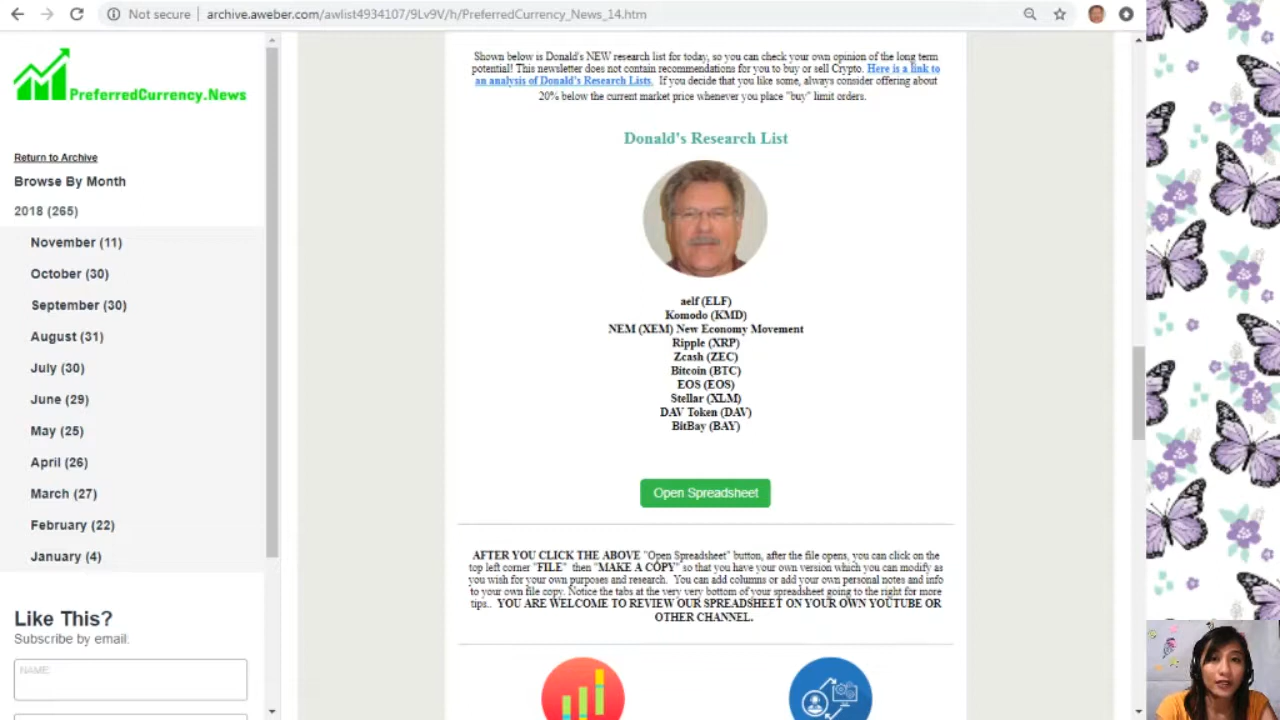 Not secure
archive.aweber.com/awlist4934107/9Lv9V/h/PreferredCurrency_News_14.htm
PreferredCurrency.News
Return to Archive
Browse By Month
2018 (265)
November (11)
October (30)
September (30)
August (31)
July (30)
June (29)
May (25)
April (26)
March (27)
February (22)
January (4)
Like This?
Subscribe by email:
NAME:
Shown below is Donald's NEW research list for today, so you can check your own opinion of the long term
potential! This newsletter does not contain recommendations for you to buy or sell Crypto. Here is a link to
an analysis of Donald's Research Lists. If you decide that you like some, always consider offering about
20% below the current market price whenever you place "buy" limit orders.
Donald's Research List
aelf (ELF)
Komodo (KMD)
NEM (XEM) New Economy Movement
Ripple (XRP)
Zcash (ZEC)
Bitcoin (BTC)
EOS (EOS)
Stellar (XLM)
DAV Token (DAV)
BitBay (BAY)
Open Spreadsheet
AFTER YOU CLICK THE ABOVE "Open Spreadsheet" button, after the file opens, you can click on the
top left corner "FILE" then "MAKE A COPY" so that you have your own version which you can modify as
you wish for your own purposes and research. You can add columns or add your own personal notes and info
to your own file copy. Notice the tabs at the very very bottom of your spreadsheet going to the right for more
tips.. YOU ARE WELCOME TO REVIEW OUR SPREADSHEET ON YOUR OWN YOUTUBE OR
OTHER CHANNEL.